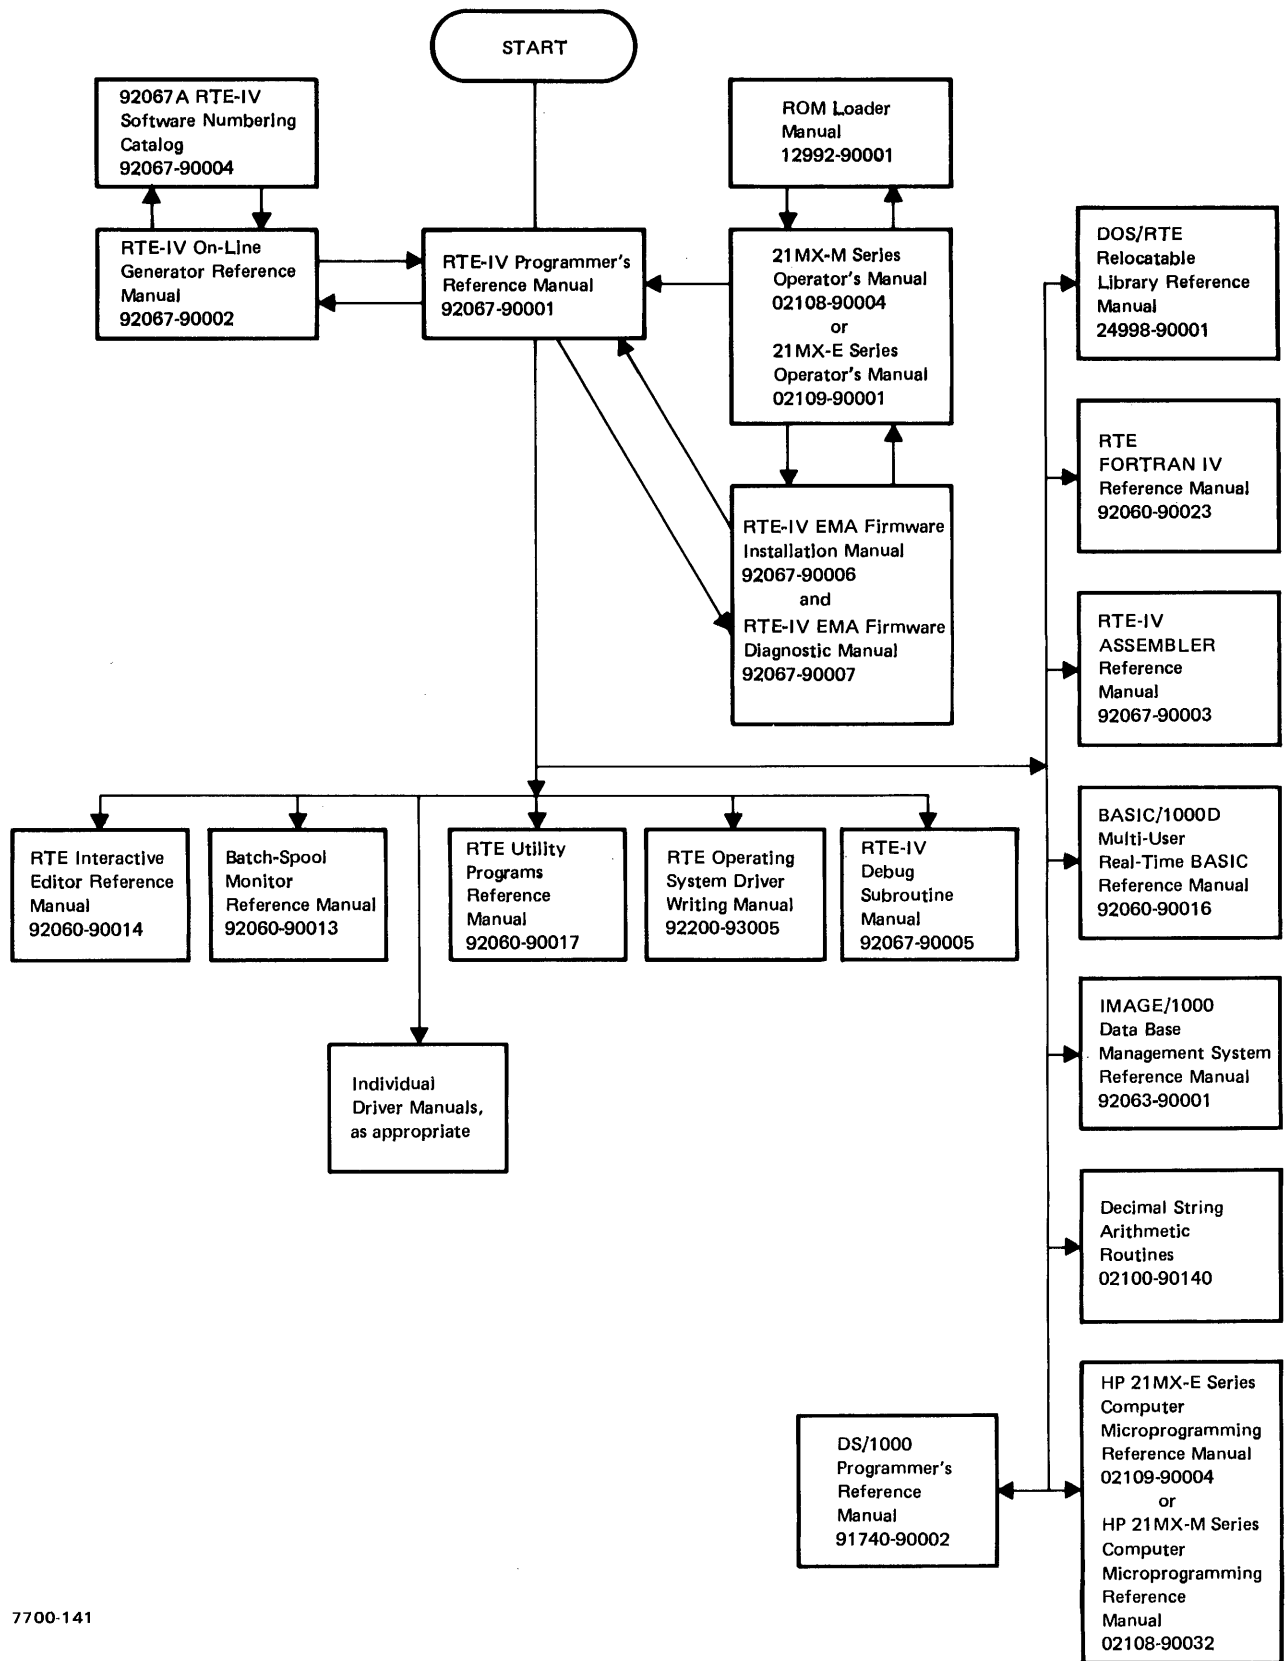 START
92067A RTE-IV
Software Numbering
Catalog
92067-90004
ROM Loader
Manual
12992-90001
RTE-IV On-Line
Generator Reference
Manual
92067-90002
RTE-IV Programmer's
Reference Manual
92067-90001
21MX-M Series
Operator's Manual
02108-90004
or
21MX-E Series
Operator's Manual
02109-90001
RTE-IV EMA Firmware
Installation Manual
92067-90006
and
RTE-IV EMA Firmware
Diagnostic Manual
92067-90007
DOS/RTE
Relocatable
Library Reference
Manual
24998-90001
RTE
FORTRAN IV
Reference Manual
92060-90023
RTE-IV
ASSEMBLER
Reference
Manual
92067-90003
BASIC/1000D
Multi-User
Real-Time BASIC
Reference Manual
92060-90016
IMAGE/1000
Data Base
Management System
Reference Manual
92063-90001
Decimal String
Arithmetic
Routines
02100-90140
HP 21MX-E Series
Computer
Microprogramming
Reference Manual
02109-90004
or
HP 21MX-M Series
Computer
Microprogramming
Reference
Manual
02108-90032
RTE Interactive
Editor Reference
Manual
92060-90014
Batch-Spool
Monitor
Reference Manual
92060-90013
RTE Utility
Programs
Reference
Manual
92060-90017
RTE Operating
System Driver
Writing Manual
92200-93005
RTE-IV
Debug
Subroutine
Manual
92067-90005
Individual
Driver Manuals,
as appropriate
DS/1000
Programmer's
Reference
Manual
91740-90002
7700-141